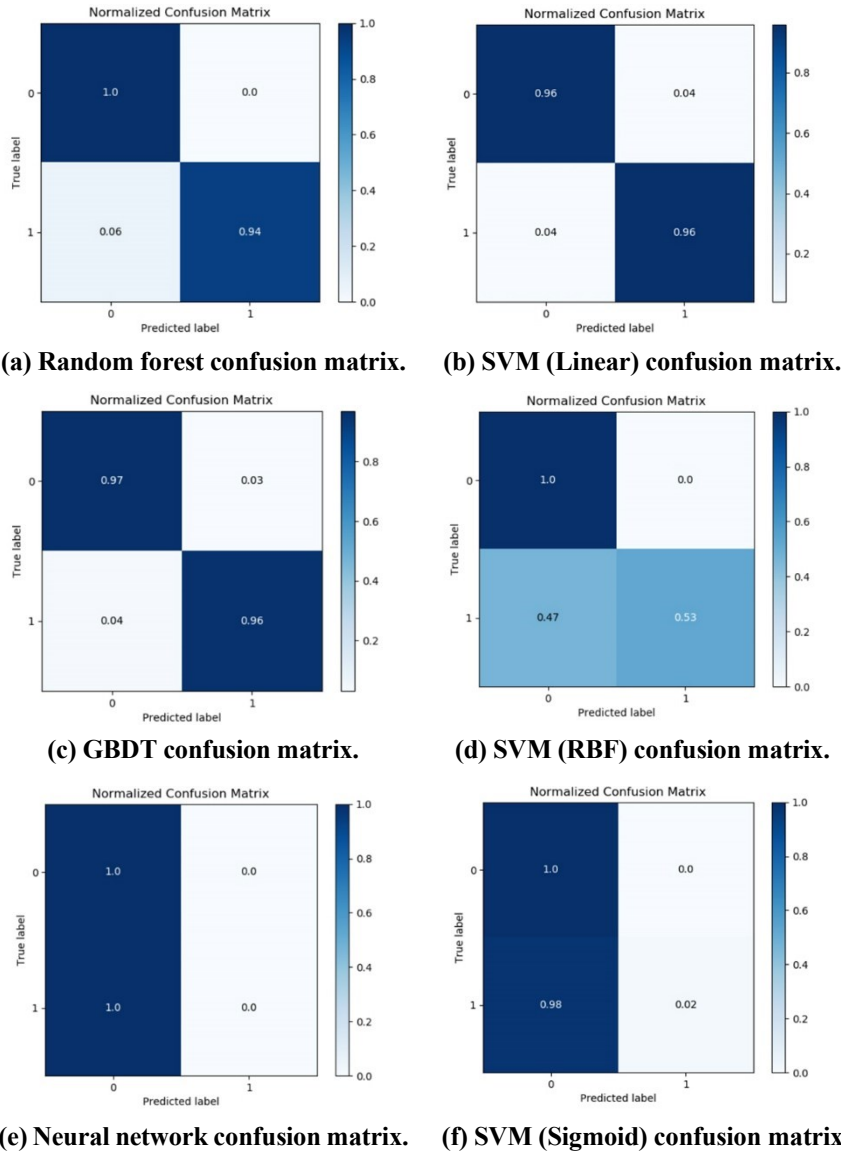 Normalized Confusion Matrix
1.0
0.8
0.6
0.4
0.2
0.0
True label
0
1
1.0 0.0
0.06 0.94
0 1
Predicted label
(a) Random forest confusion matrix.
Normalized Confusion Matrix
0.8
0.6
0.4
0.2
True label
0
1
0.96 0.04
0.04 0.96
0 1
Predicted label
(b) SVM (Linear) confusion matrix.
Normalized Confusion Matrix
0.8
0.6
0.4
0.2
True label
0
1
0.97 0.03
0.04 0.96
0 1
Predicted label
(c) GBDT confusion matrix.
Normalized Confusion Matrix
1.0
0.8
0.6
0.4
0.2
0.0
True label
0
1
1.0 0.0
0.47 0.53
0 1
Predicted label
(d) SVM (RBF) confusion matrix.
Normalized Confusion Matrix
1.0
0.8
0.6
0.4
0.2
0.0
True label
0
1
1.0 0.0
1.0 0.0
0 1
Predicted label
(e) Neural network confusion matrix.
Normalized Confusion Matrix
1.0
0.8
0.6
0.4
0.2
0.0
True label
0
1
1.0 0.0
0.98 0.02
0 1
Predicted label
(f) SVM (Sigmoid) confusion matrix